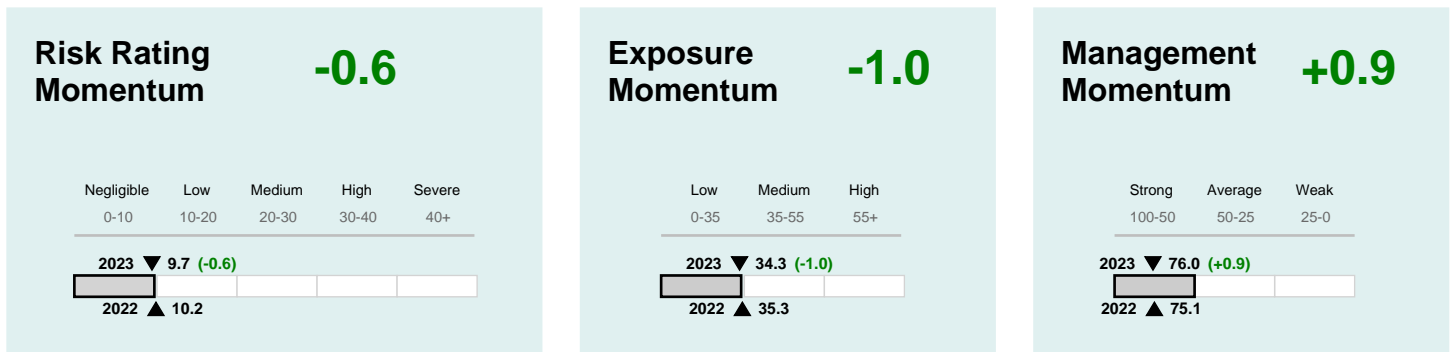 Risk Rating
Momentum
-0.6
Negligible Low Medium High Severe
0-10 10-20 20-30 30-40 40+
2023 ▼ 9.7 (-0.6)
2022 ▲ 10.2
Exposure
Momentum
-1.0
Low Medium High
0-35 35-55 55+
2023 ▼ 34.3 (-1.0)
2022 ▲ 35.3
Management
Momentum
+0.9
Strong Average Weak
100-50 50-25 25-0
2023 ▼ 76.0 (+0.9)
2022 ▲ 75.1